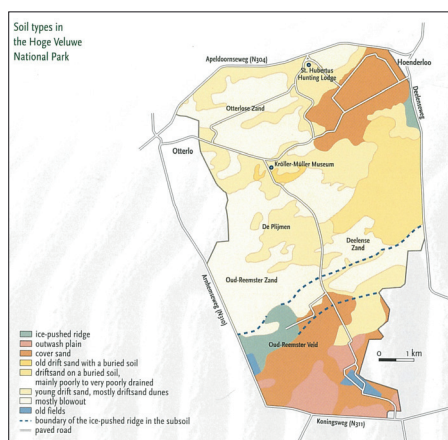 Soil types in
the Hoge Veluwe
National Park
Apeldoornseweg (N304)
Hoenderloo
St. Hubertus
Hunting Lodge
Deelenseweg
Otterlose Zand
Otterlo
Kröller-Müller Museum
De Plijmen
Deelense
Zand
Oud-Reemster Zand
Arnhemseweg (N310)
Oud-Reemster Veld
0 1 km
Koningsweg (N311)
ice-pushed ridge
outwash plain
cover sand
old drift sand with a buried soil
driftsand on a buried soil,
mainly poorly to very poorly drained
young drift sand, mostly driftsand dunes
mostly blowout
old fields
boundary of the ice-pushed ridge in the subsoil
paved road